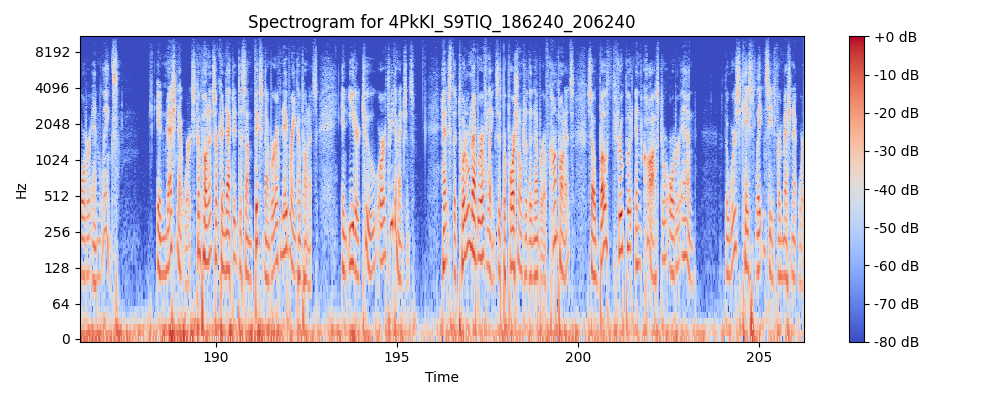 Spectrogram for 4PkKI_S9TIQ_186240_206240
8192
4096
2048
1024
512
256
128
64
0
Hz
190
195
200
205
Time
+0 dB
-10 dB
-20 dB
-30 dB
-40 dB
-50 dB
-60 dB
-70 dB
-80 dB